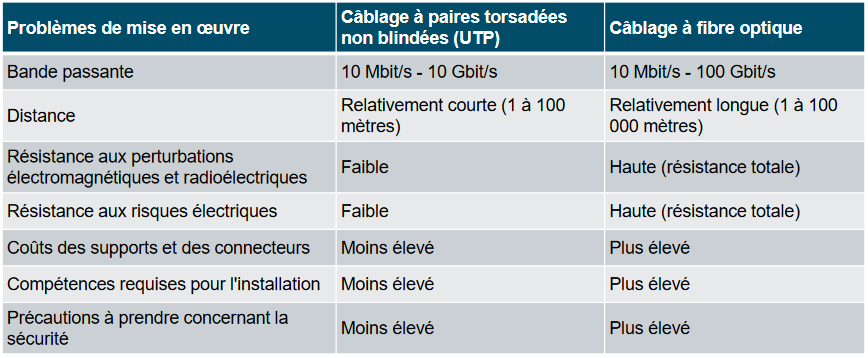 Problèmes de mise en œuvre
Câblage à paires torsadées
non blindées (UTP)
Câblage à fibre optique
Bande passante
10 Mbit/s - 10 Gbit/s
10 Mbit/s - 100 Gbit/s
Distance
Relativement courte (1 à 100
mètres)
Relativement longue (1 à 100
000 mètres)
Résistance aux perturbations
électromagnétiques et radioélectriques
Faible
Haute (résistance totale)
Résistance aux risques électriques
Faible
Haute (résistance totale)
Coûts des supports et des connecteurs
Moins élevé
Plus élevé
Compétences requises pour l'installation
Moins élevé
Plus élevé
Précautions à prendre concernant la
sécurité
Moins élevé
Plus élevé